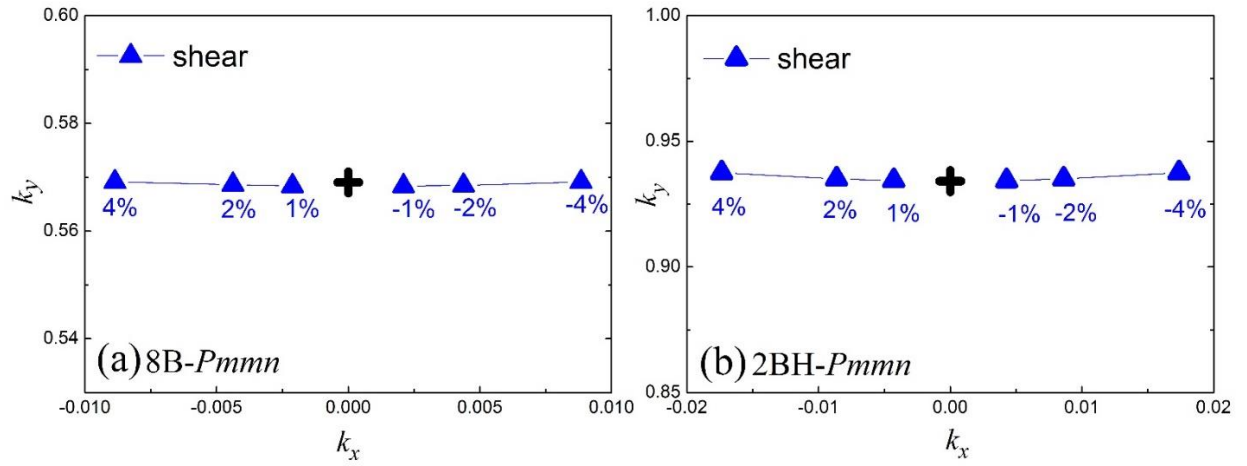 0.60
0.58
0.56
0.54
k_y
shear
4% 2% 1% -1% -2% -4%
(a) 8B-Pmmn
-0.010 -0.005 0.000 0.005 0.010
k_x
1.00
0.95
0.90
0.85
k_y
shear
4% 2% 1% -1% -2% -4%
(b) 2BH-Pmmn
-0.02 -0.01 0.00 0.01 0.02
k_x